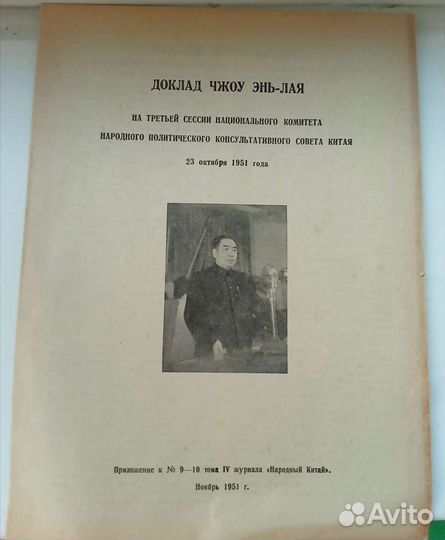 ДОКЛАД ЧЖОУ ЭНЬ-ЛАЯ
НА ТРЕТЬЕЙ СЕССИИ НАЦИОНАЛЬНОГО КОМИТЕТА
НАРОДНОГО ПОЛИТИЧЕСКОГО КОНСУЛЬТАТИВНОГО СОВЕТА КИТАЯ
23 октября 1951 года
Приложение к № 9—10 тома IV журнала «Народный Китай».
Ноябрь 1951 г.
Avito